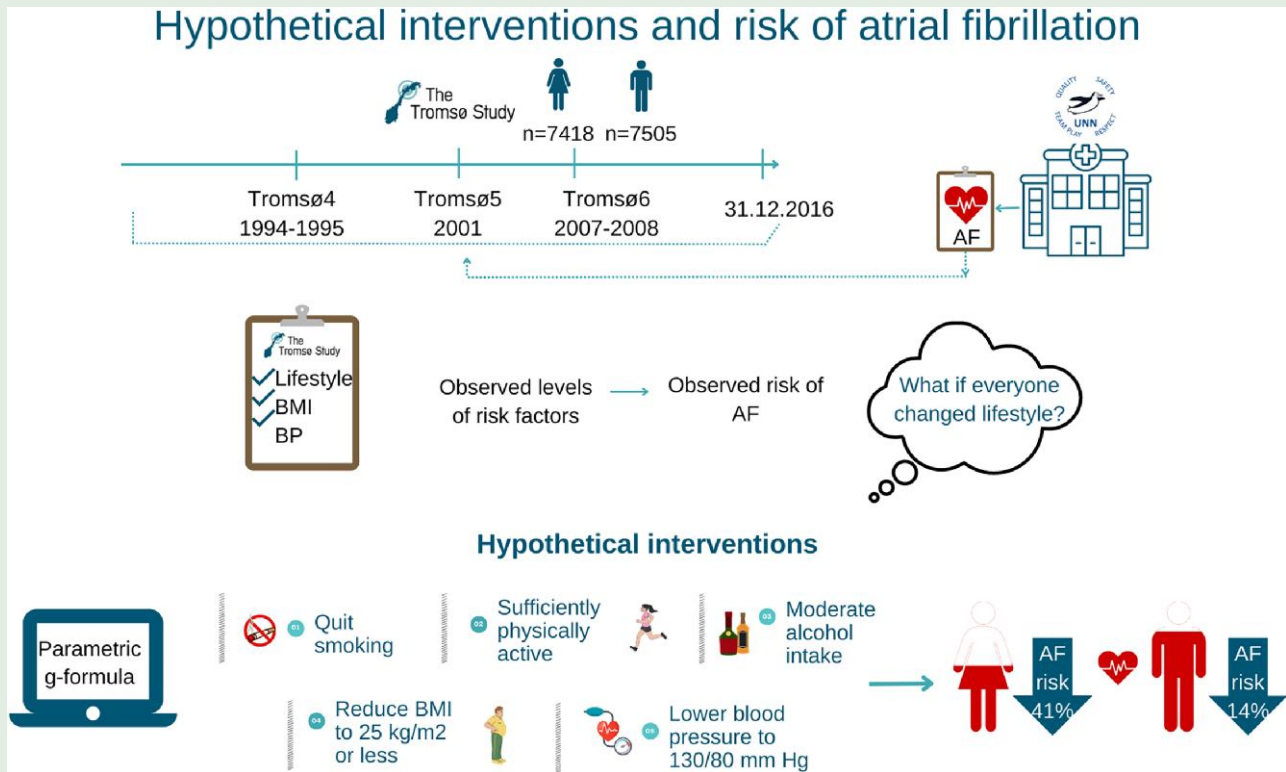 Hypothetical interventions and risk of atrial fibrillation
The
Tromsø Study
n=7418 n=7505
QUALITY
SAFETY
TEAM PLAY
RESPECT
UNN
Tromsø4
1994-1995
Tromsø5
2001
Tromsø6
2007-2008
31.12.2016
AF
The
Tromsø Study
Lifestyle
BMI
BP
Observed levels
of risk factors
Observed risk of
AF
What if everyone
changed lifestyle?
Hypothetical interventions
Parametric
g-formula
01
Quit
smoking
02
Sufficiently
physically
active
03
Moderate
alcohol
intake
04
Reduce BMI
to 25 kg/m2
or less
05
Lower blood
pressure to
130/80 mm Hg
AF
risk
41%
AF
risk
14%